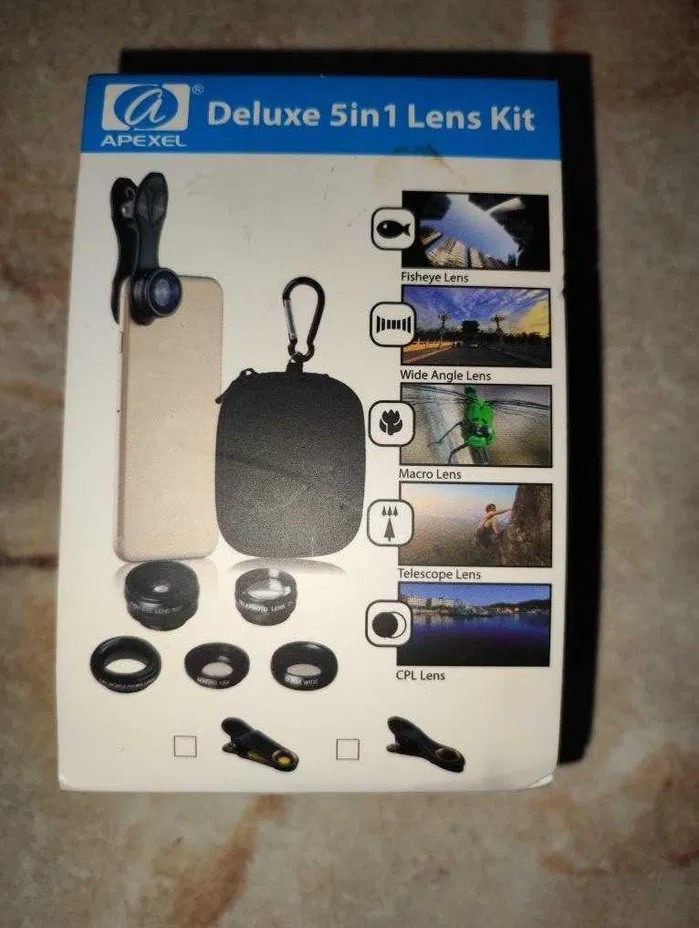 APEXEL®
Deluxe 5in1 Lens Kit
Fisheye Lens
Wide Angle Lens
Macro Lens
Telescope Lens
CPL Lens